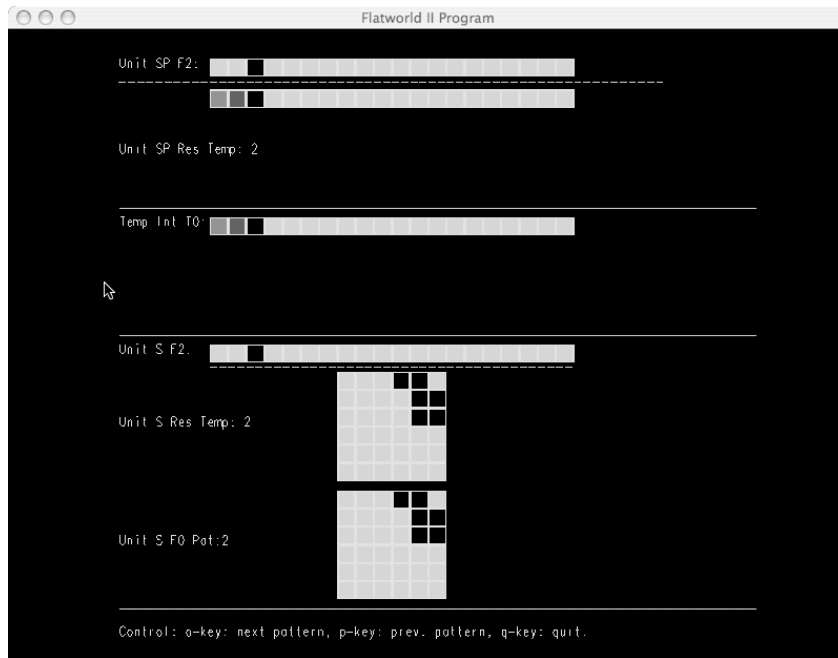 Flatworld II Program
Unit SP F2:
Unit SP Res Temp: 2
Temp Int T0:
Unit S F2:
Unit S Res Temp: 2
Unit S F0 Pat:2
Control: o-key: next pattern, p-key: prev. pattern, q-key: quit.